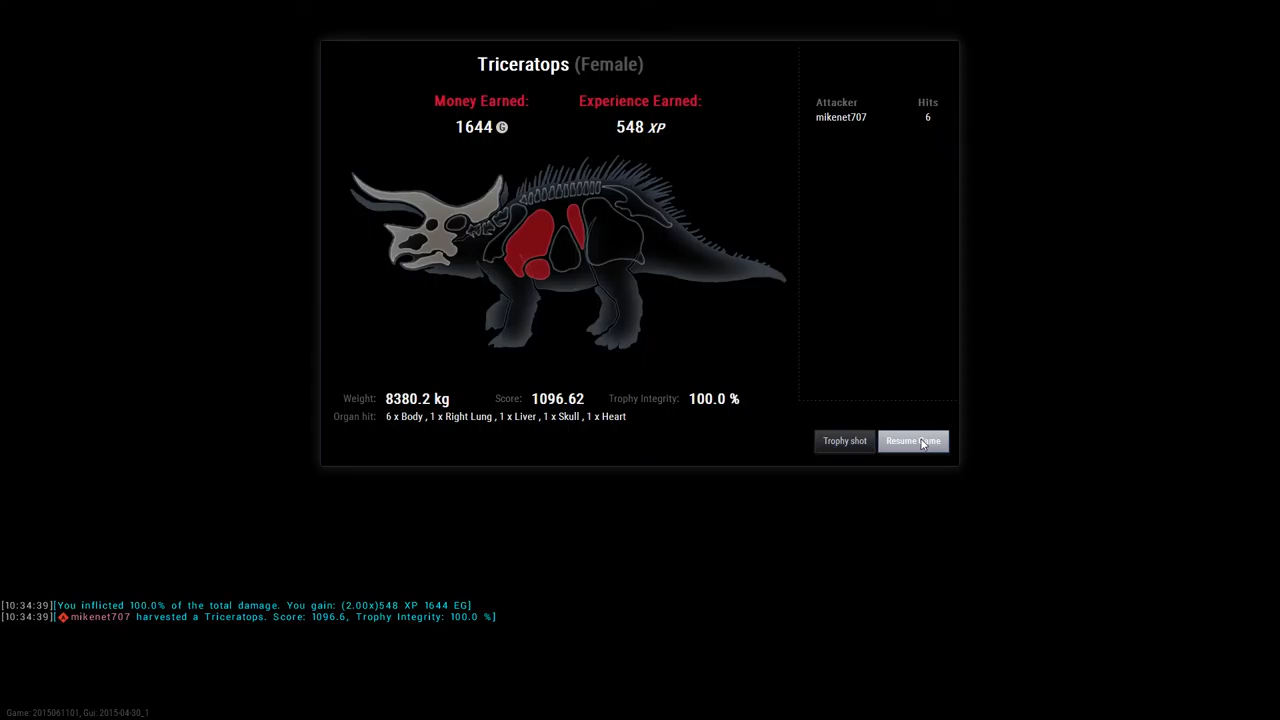 Triceratops (Female)
Money Earned: Experience Earned:
1644 G 548 XP
Attacker Hits
mikenet707 6
Weight: 8380.2 kg Score: 1096.62 Trophy Integrity: 100.0 %
Organ hit: 6 x Body , 1 x Right Lung , 1 x Liver , 1 x Skull , 1 x Heart
Trophy shot Resume Game
[10:34:39][You inflicted 100.0% of the total damage. You gain: (2.00x)548 XP 1644 EG]
[10:34:39][ mikenet707 harvested a Triceratops. Score: 1096.6, Trophy Integrity: 100.0 %]
Game: 2015061101, Gui: 2015-04-30_1